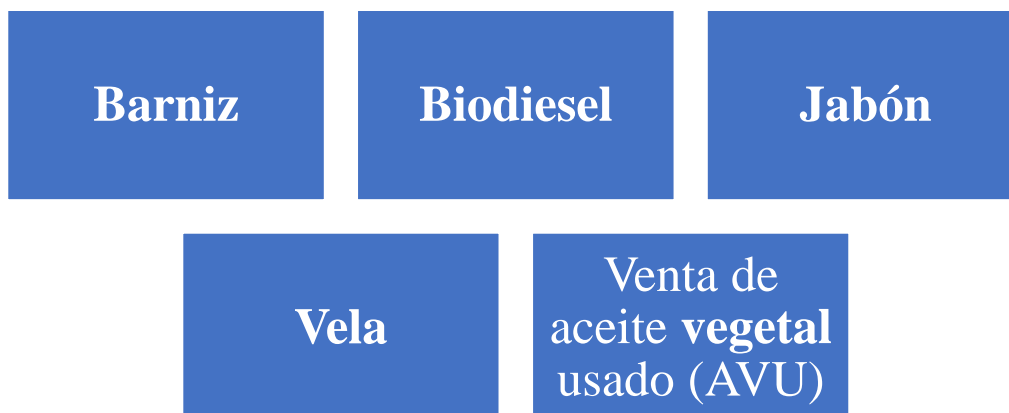 Barniz
Biodiesel
Jabón
Vela
Venta de
aceite vegetal
usado (AVU)